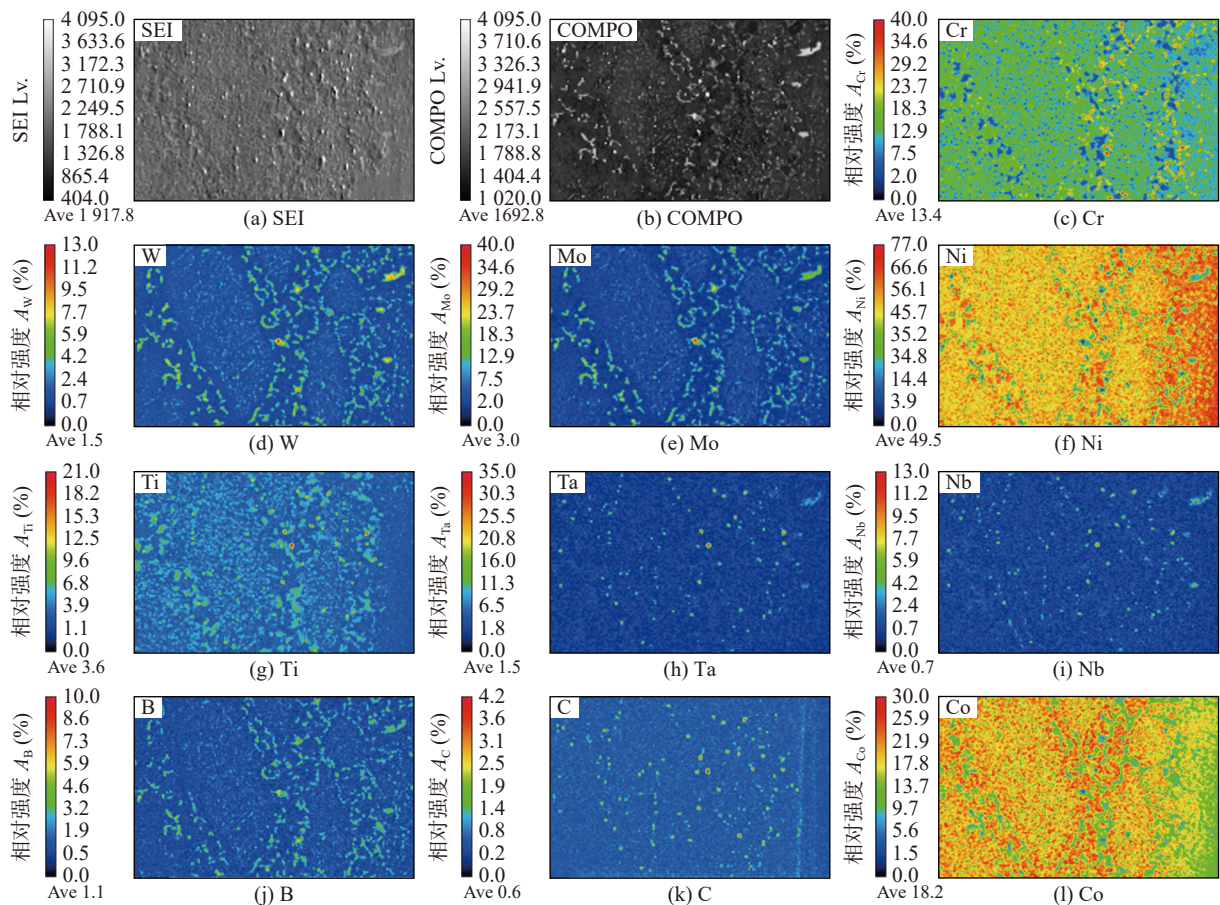 SEI Lv.
4 095.0
3 633.6
3 172.3
2 710.9
2 249.5
1 788.1
1 326.8
865.4
404.0
Ave 1 917.8
SEI
(a) SEI
COMPO Lv.
4 095.0
3 710.6
3 326.3
2 941.9
2 557.5
2 173.1
1 788.8
1 404.4
1 020.0
Ave 1692.8
COMPO
(b) COMPO
相对强度 A_Cr (%)
40.0
34.6
29.2
23.7
18.3
12.9
7.5
2.0
0.0
Ave 13.4
Cr
(c) Cr
相对强度 A_W (%)
13.0
11.2
9.5
7.7
5.9
4.2
2.4
0.7
0.0
Ave 1.5
W
(d) W
相对强度 A_Mo (%)
40.0
34.6
29.2
23.7
18.3
12.9
7.5
2.0
0.0
Ave 3.0
Mo
(e) Mo
相对强度 A_Ni (%)
77.0
66.6
56.1
45.7
35.2
34.8
14.4
3.9
0.0
Ave 49.5
Ni
(f) Ni
相对强度 A_Ti (%)
21.0
18.2
15.3
12.5
9.6
6.8
3.9
1.1
0.0
Ave 3.6
Ti
(g) Ti
相对强度 A_Ta (%)
35.0
30.3
25.5
20.8
16.0
11.3
6.5
1.8
0.0
Ave 1.5
Ta
(h) Ta
相对强度 A_Nb (%)
13.0
11.2
9.5
7.7
5.9
4.2
2.4
0.7
0.0
Ave 0.7
Nb
(i) Nb
相对强度 A_B (%)
10.0
8.6
7.3
5.9
4.6
3.2
1.9
0.5
0.0
Ave 1.1
B
(j) B
相对强度 A_C (%)
4.2
3.6
3.1
2.5
1.9
1.4
0.8
0.2
0.0
Ave 0.6
C
(k) C
相对强度 A_Co (%)
30.0
25.9
21.9
17.8
13.7
9.7
5.6
1.5
0.0
Ave 18.2
Co
(l) Co